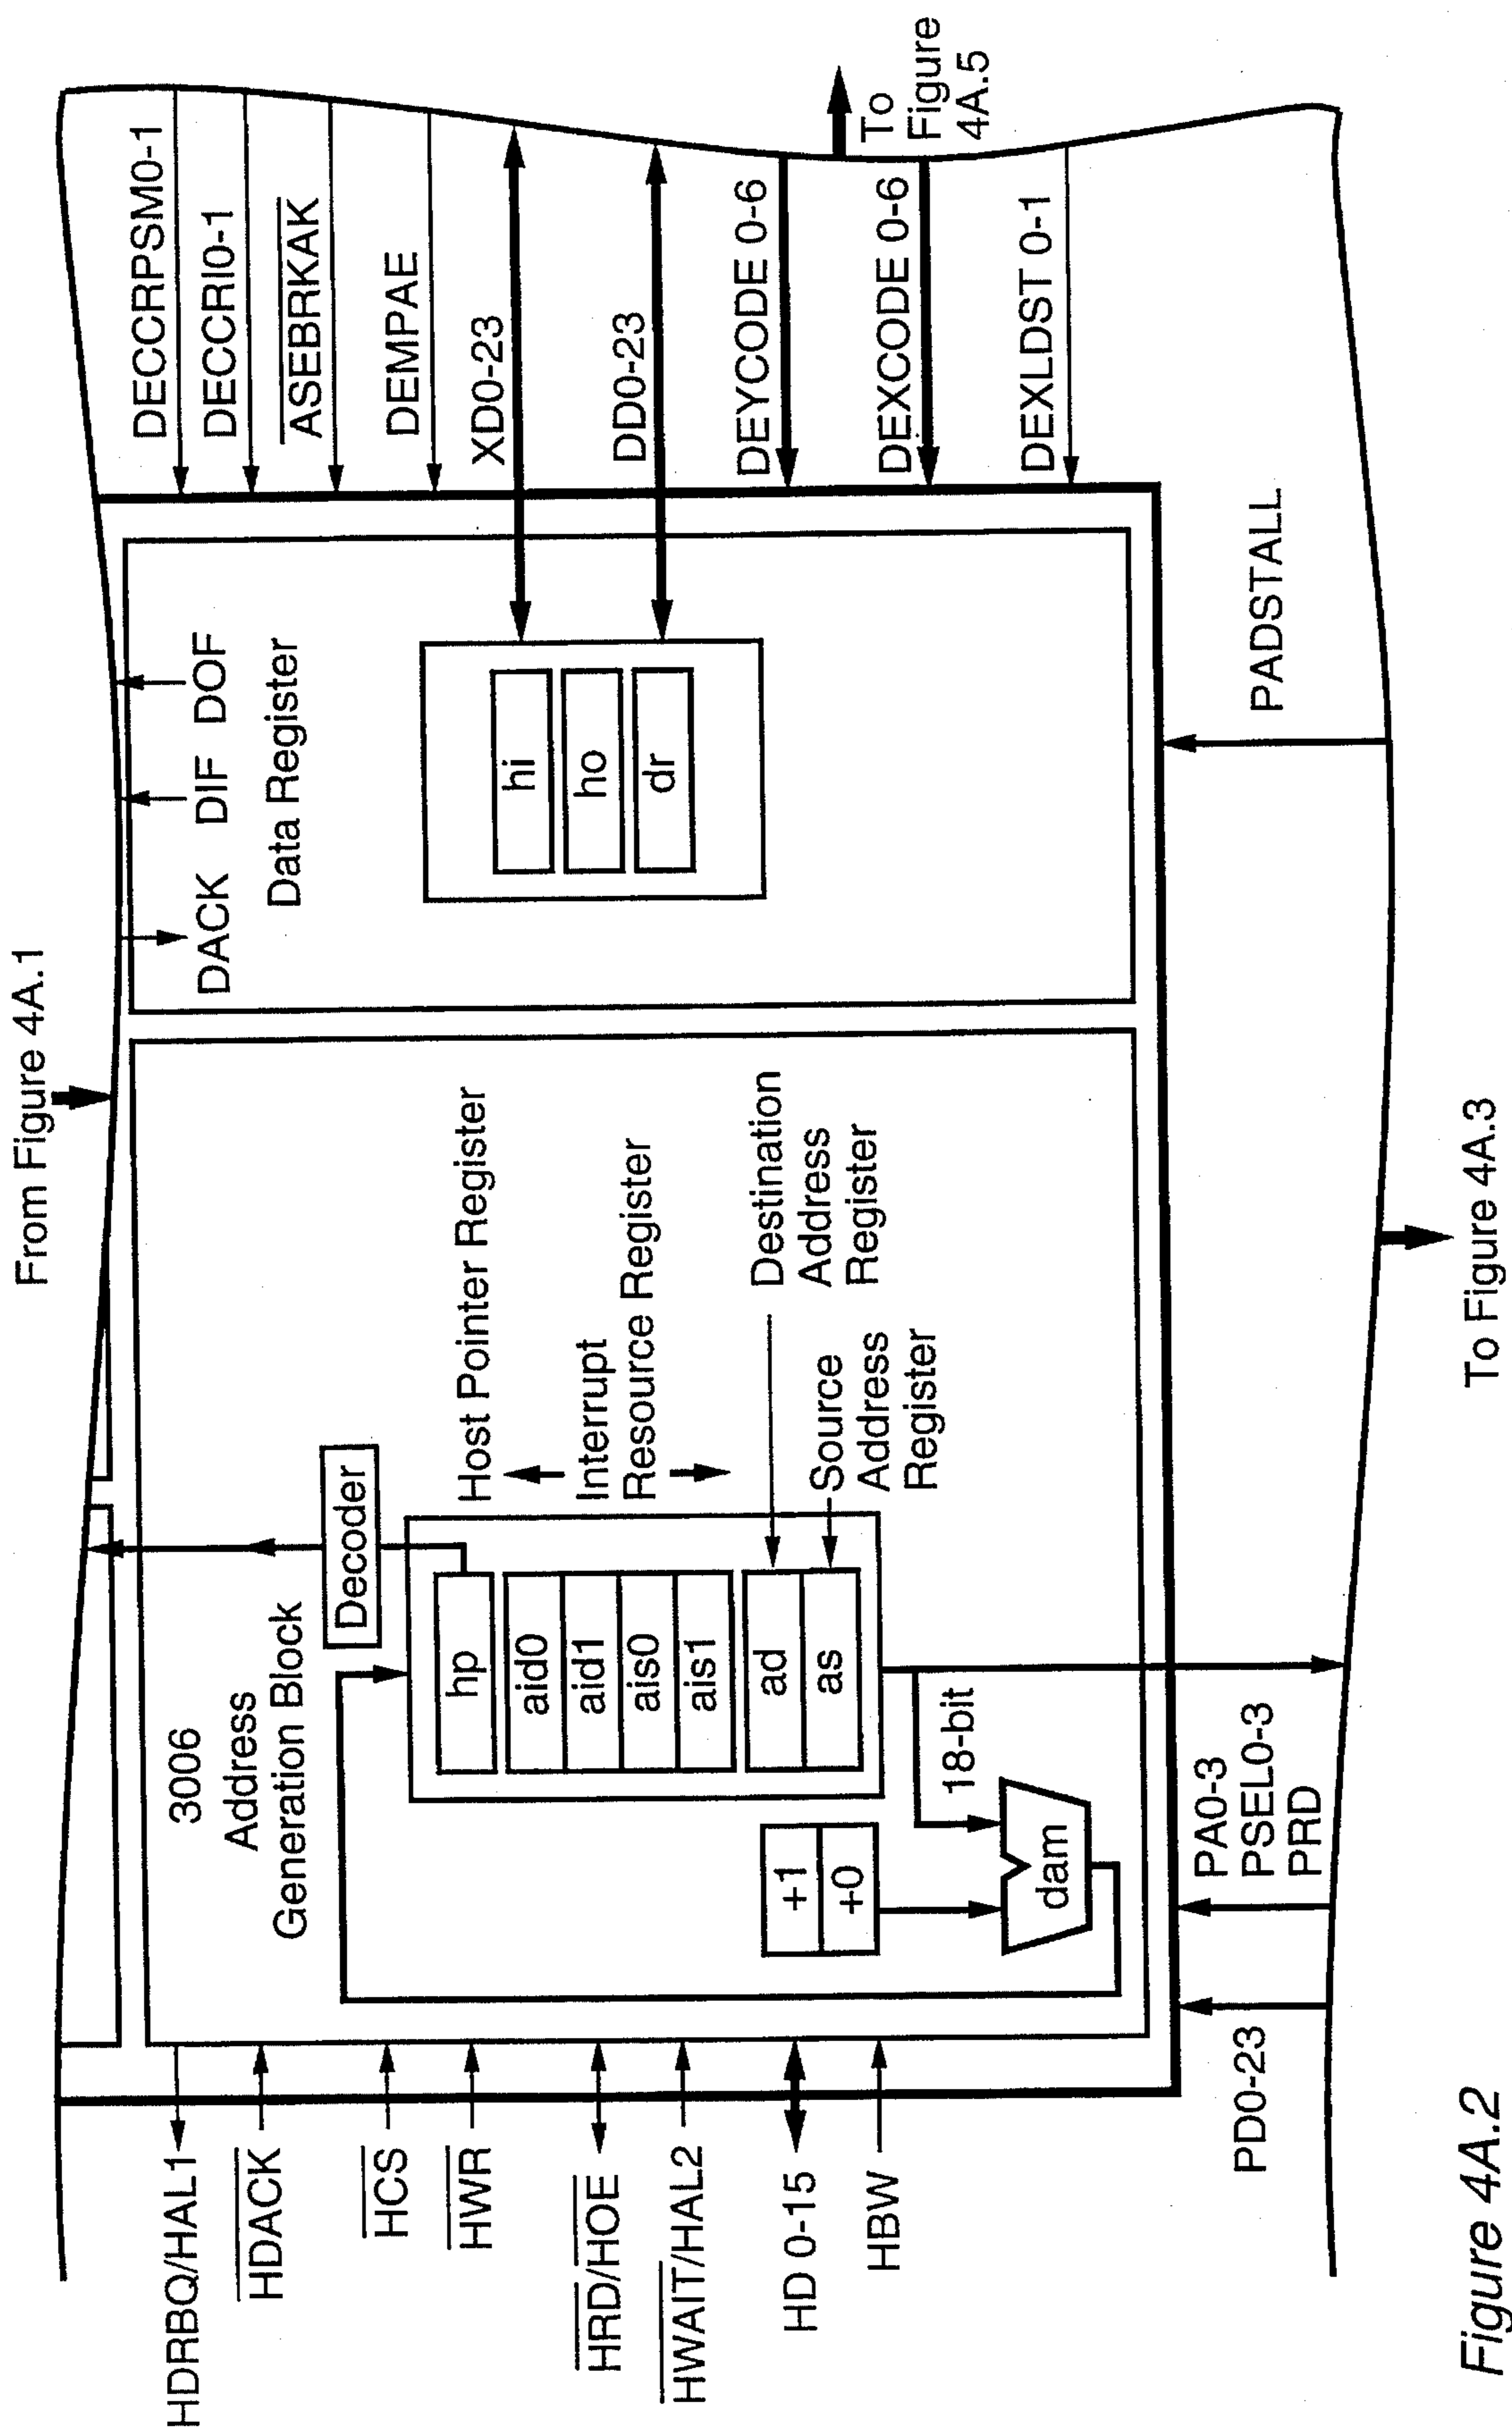 From Figure 4A.1
HDRBQ/HAL1
HDACK
HCS
HWR
HRD/HOE
HWAIT/HAL2
HD 0-15
HBW
3006
Address
Generation Block
Decoder
hp
aid0
aid1
ais0
ais1
ad
as
+1
+0
18-bit
dam
Host Pointer Register
Interrupt
Resource Register
Destination
Address
Register
Source
Address
Register
DACK DIF DOF
Data Register
hi
ho
dr
DECCRPSM0-1
DECCRI0-1
ASEBRKAK
DEMPAE
XD0-23
DD0-23
DEYCODE 0-6
DEXCODE 0-6
DEXLDST 0-1
To
Figure
4A.5
PD0-23
PA0-3
PSEL0-3
PRD
PADSTALL
To Figure 4A.3
Figure 4A.2